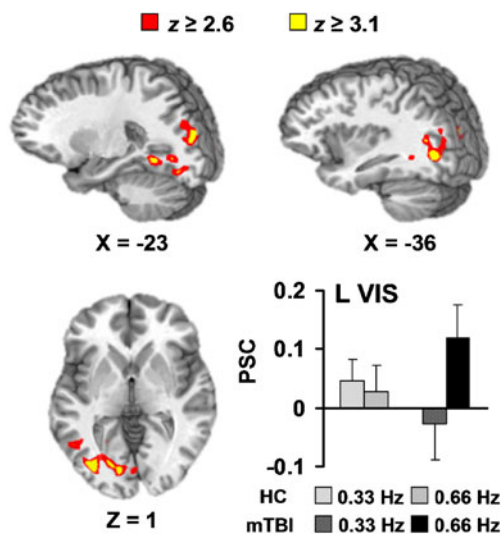 z ≥ 2.6 z ≥ 3.1
X = -23 X = -36
Z = 1
L VIS
PSC
0.2
0.1
0
-0.1
HC 0.33 Hz 0.66 Hz
mTBI 0.33 Hz 0.66 Hz